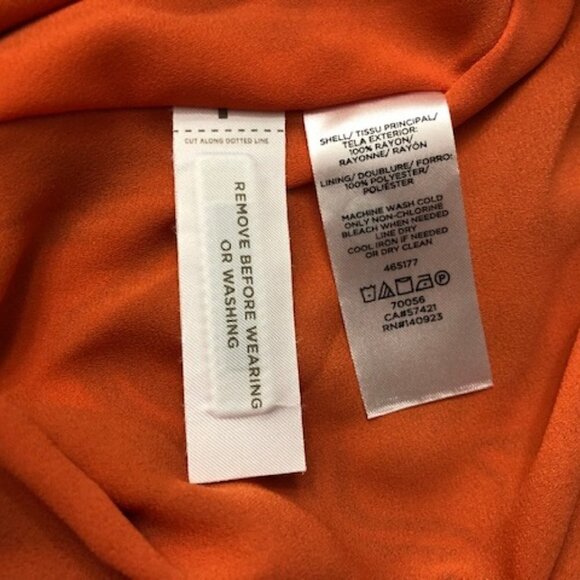 CUT ALONG DOTTED LINE
REMOVE BEFORE WEARING
OR WASHING
SHELL/ TISSU PRINCIPAL/
TELA EXTERIOR:
100% RAYON/
RAYONNE/ RAYÓN
LINING/ DOUBLURE/ FORRO:
100% POLYESTER/
POLIÉSTER
MACHINE WASH COLD
ONLY NON-CHLORINE
BLEACH WHEN NEEDED
LINE DRY
COOL IRON IF NEEDED
OR DRY CLEAN
465177
70056
CA#57421
RN#140923